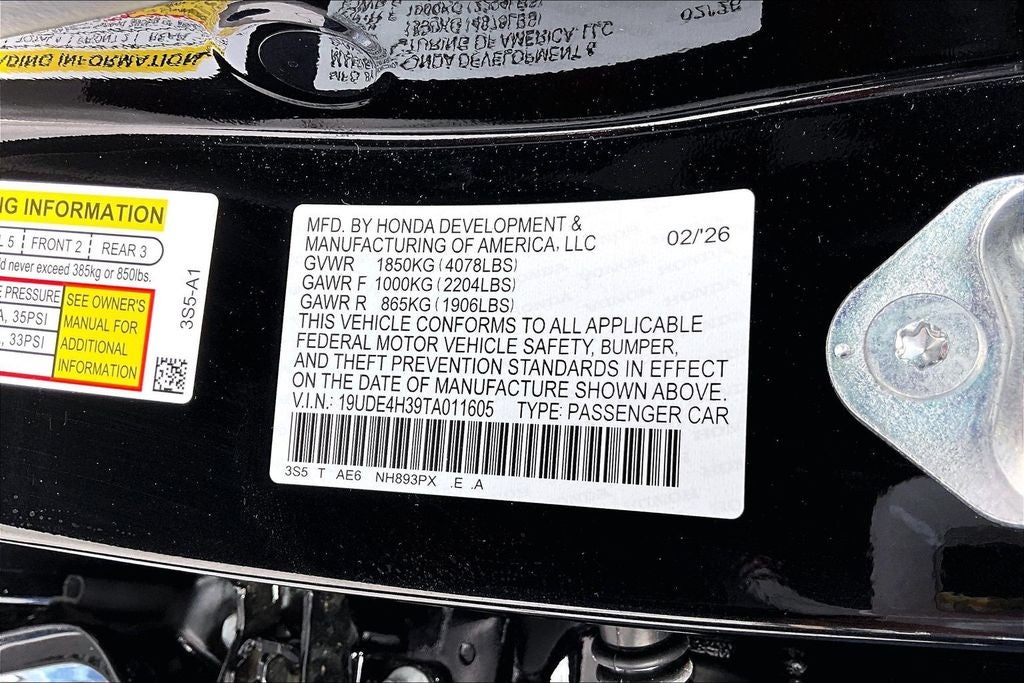 NG INFORMATION
L 5 FRONT 2 REAR 3
d never exceed 385kg or 850lbs.
E PRESSURE
A, 35PSI
, 33PSI
SEE OWNER'S
MANUAL FOR
ADDITIONAL
INFORMATION
3S5-A1
MFD. BY HONDA DEVELOPMENT &
MANUFACTURING OF AMERICA, LLC 02/'26
GVWR 1850KG (4078LBS)
GAWR F 1000KG (2204LBS)
GAWR R 865KG (1906LBS)
THIS VEHICLE CONFORMS TO ALL APPLICABLE
FEDERAL MOTOR VEHICLE SAFETY, BUMPER,
AND THEFT PREVENTION STANDARDS IN EFFECT
ON THE DATE OF MANUFACTURE SHOWN ABOVE.
V.I.N.: 19UDE4H39TA011605 TYPE: PASSENGER CAR
3S5 T AE6 NH893PX .E .A